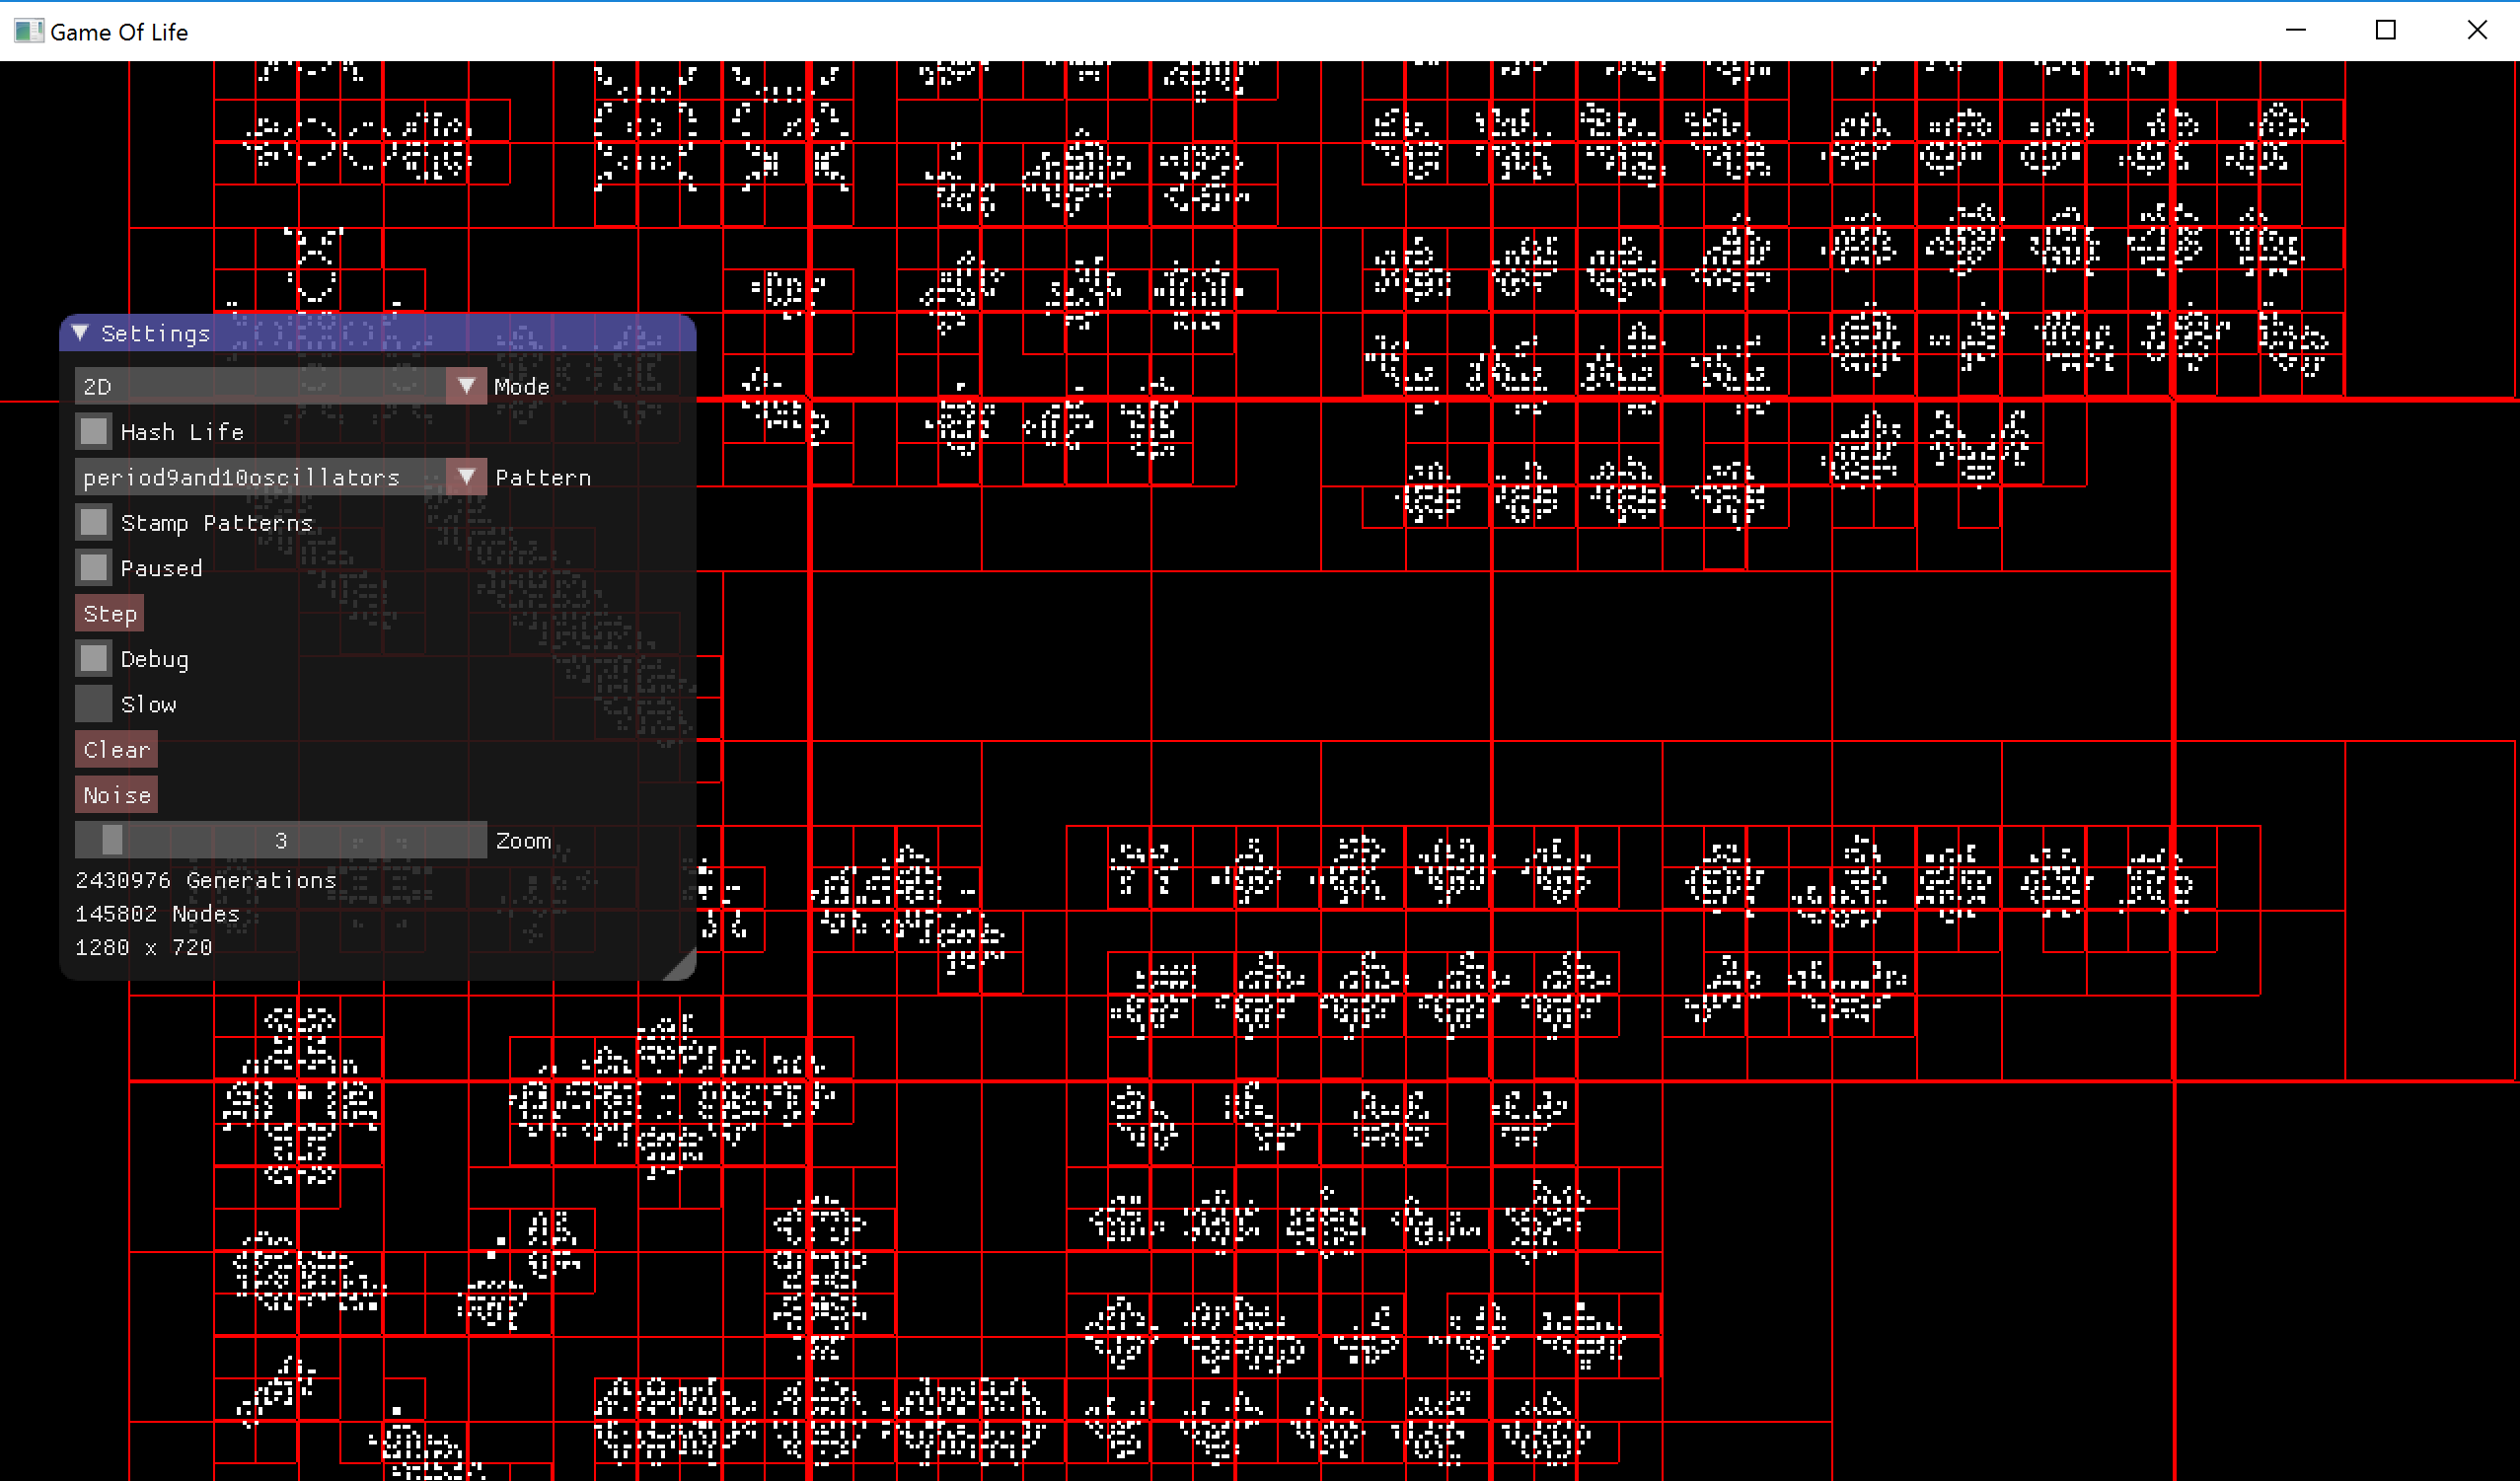 Game Of Life
Settings
2D Mode
Hash Life
period9and10oscillators Pattern
Stamp Patterns
Paused
Step
Debug
Slow
Clear
Noise
3 Zoom
2430976 Generations
145802 Nodes
1280 x 720